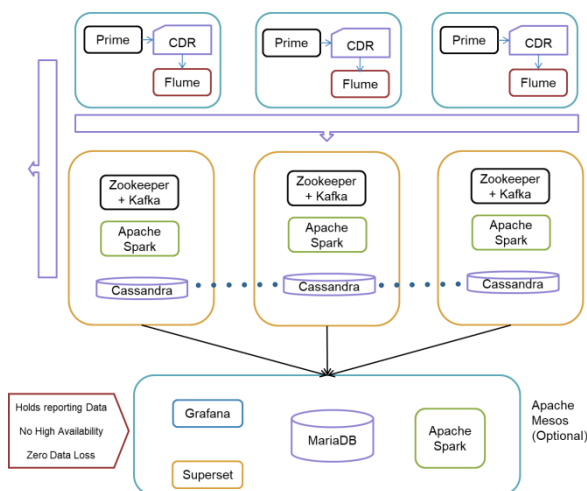 Prime
CDR
Flume
Prime
CDR
Flume
Prime
CDR
Flume
Zookeeper
+ Kafka
Apache
Spark
Cassandra
Zookeeper
+ Kafka
Apache
Spark
Cassandra
Zookeeper
+ Kafka
Apache
Spark
Cassandra
Holds reporting Data
No High Availability
Zero Data Loss
Grafana
Superset
MariaDB
Apache
Spark
Apache
Mesos
(Optional)